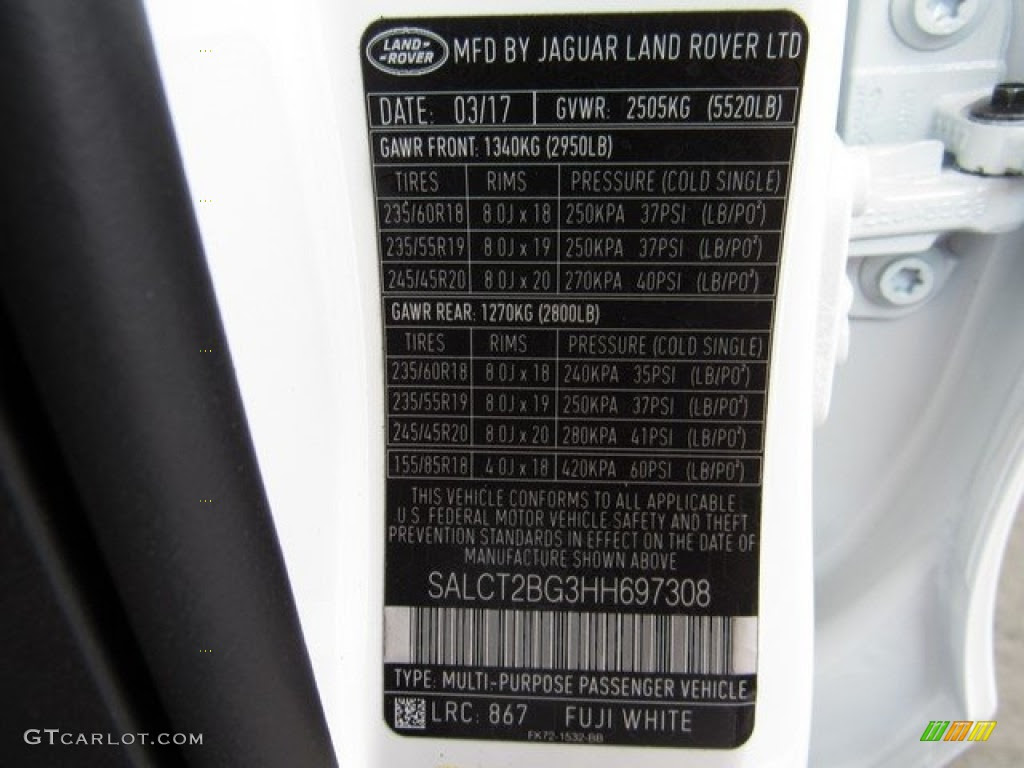 LAND-
-ROVER
MFD BY JAGUAR LAND ROVER LTD
DATE: 03/17 GVWR: 2505KG (5520LB)
GAWR FRONT: 1340KG (2950LB)
TIRES RIMS PRESSURE (COLD SINGLE)
235/60R18 8.0J x 18 250KPA 37PSI (LB/PO²)
235/55R19 8.0J x 19 250KPA 37PSI (LB/PO²)
245/45R20 8.0J x 20 270KPA 40PSI (LB/PO²)
GAWR REAR: 1270KG (2800LB)
TIRES RIMS PRESSURE (COLD SINGLE)
235/60R18 8.0J x 18 240KPA 35PSI (LB/PO²)
235/55R19 8.0J x 19 250KPA 37PSI (LB/PO²)
245/45R20 8.0J x 20 280KPA 41PSI (LB/PO²)
155/85R18 4.0J x 18 420KPA 60PSI (LB/PO²)
THIS VEHICLE CONFORMS TO ALL APPLICABLE
U.S. FEDERAL MOTOR VEHICLE SAFETY AND THEFT
PREVENTION STANDARDS IN EFFECT ON THE DATE OF
MANUFACTURE SHOWN ABOVE
SALCT2BG3HH697308
TYPE: MULTI-PURPOSE PASSENGER VEHICLE
LRC: 867 FUJI WHITE
FK72-1532-BB
GTCARLOT.COM